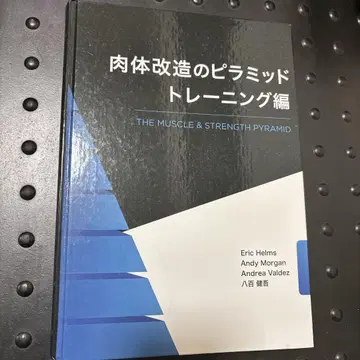 肉体改造のピラミッド
トレーニング編
THE MUSCLE & STRENGTH PYRAMID
Eric Helms
Andy Morgan
Andrea Valdez
八百 健吾